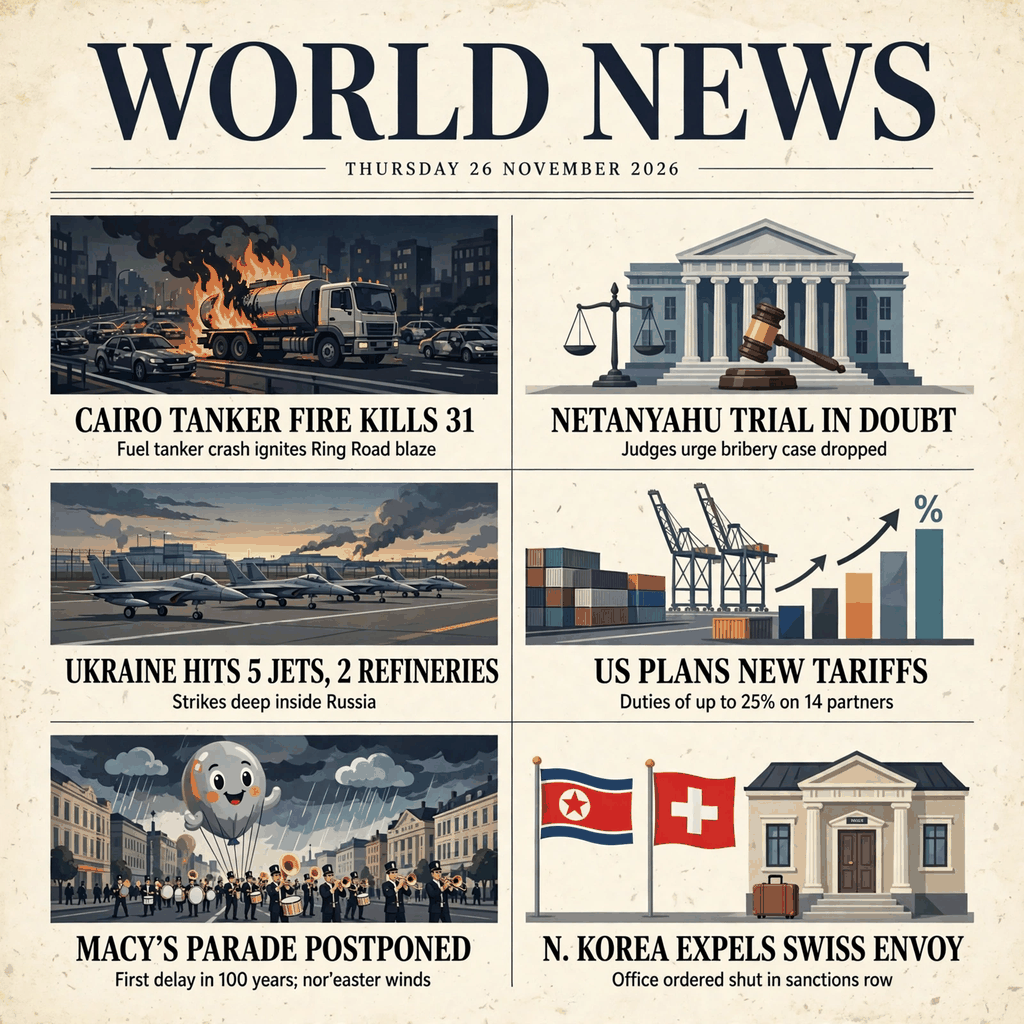 WORLD NEWS
THURSDAY 26 NOVEMBER 2026
CAIRO TANKER FIRE KILLS 31
Fuel tanker crash ignites Ring Road blaze
NETANYAHU TRIAL IN DOUBT
Judges urge bribery case dropped
UKRAINE HITS 5 JETS, 2 REFINERIES
Strikes deep inside Russia
%
US PLANS NEW TARIFFS
Duties of up to 25% on 14 partners
MACY'S PARADE POSTPONED
First delay in 100 years; nor'easter winds
N. KOREA EXPELS SWISS ENVOY
Office ordered shut in sanctions row